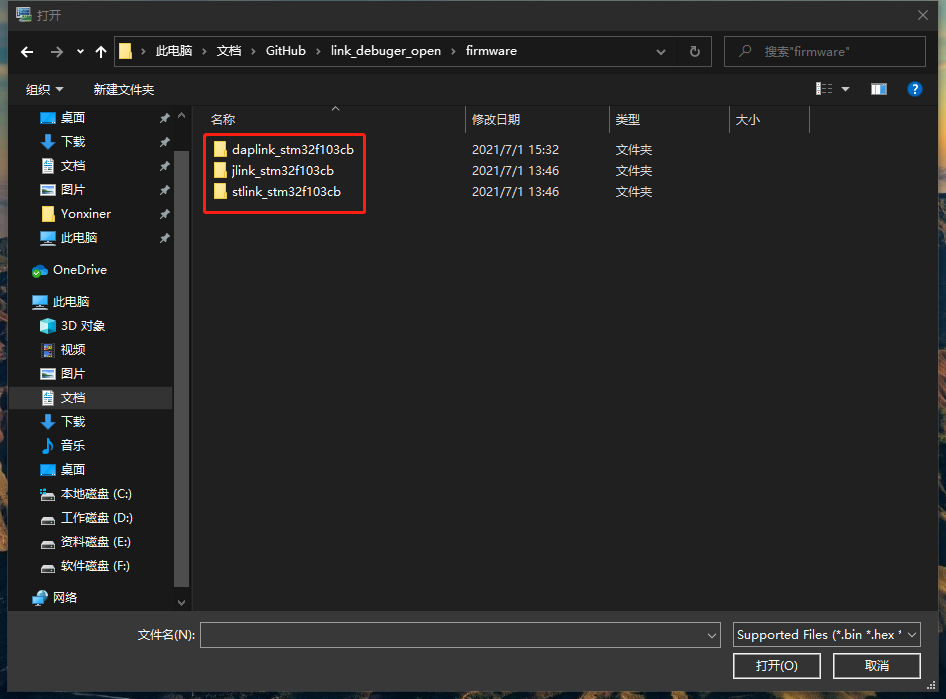 打开
此电脑 › 文档 › GitHub › link_debuger_open › firmware
搜索"firmware"
组织 新建文件夹
桌面
下载
文档
图片
Yonxiner
此电脑
OneDrive
此电脑
3D 对象
视频
图片
文档
下载
音乐
桌面
本地磁盘 (C:)
工作磁盘 (D:)
资料磁盘 (E:)
软件磁盘 (F:)
网络
名称 修改日期 类型 大小
daplink_stm32f103cb 2021/7/1 15:32 文件夹
jlink_stm32f103cb 2021/7/1 13:46 文件夹
stlink_stm32f103cb 2021/7/1 13:46 文件夹
文件名(N): Supported Files (*.bin *.hex *
打开(O) 取消